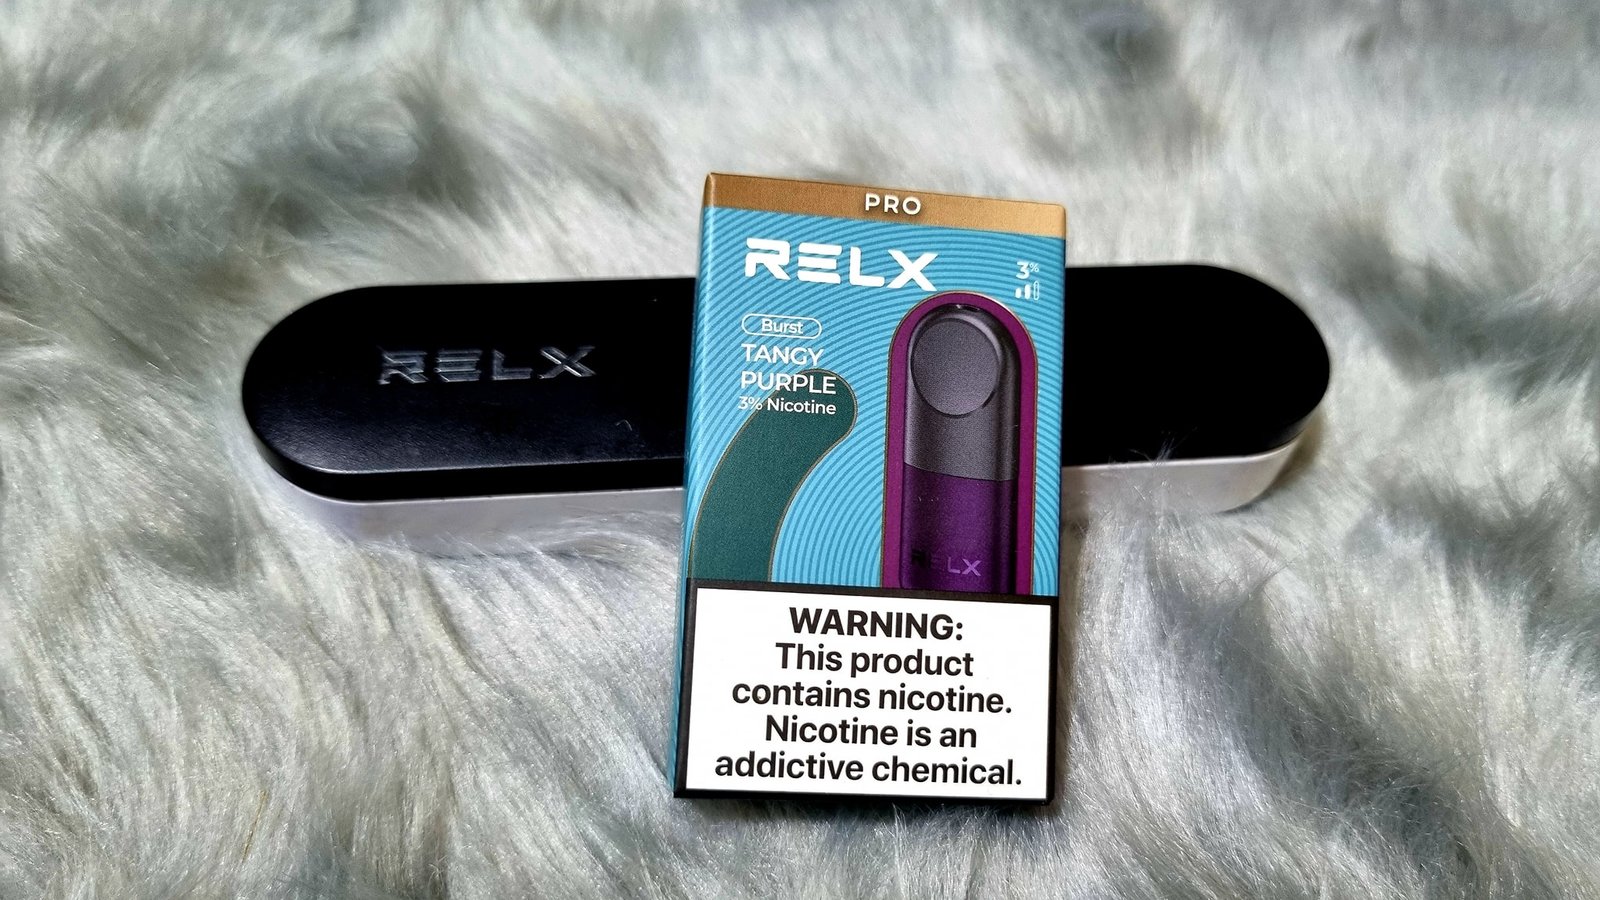 PRO
RELX
3%
Burst
TANGY
PURPLE
3% Nicotine
RELX
WARNING:
This product
contains nicotine.
Nicotine is an
addictive chemical.
RELX